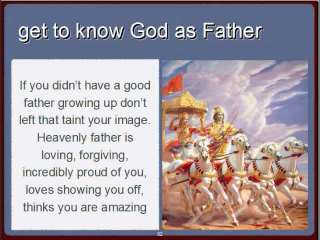 get to know God as Father
If you didn't have a good
father growing up don't
left that taint your image.
Heavenly father is
loving, forgiving,
incredibly proud of you,
loves showing you off,
thinks you are amazing
32